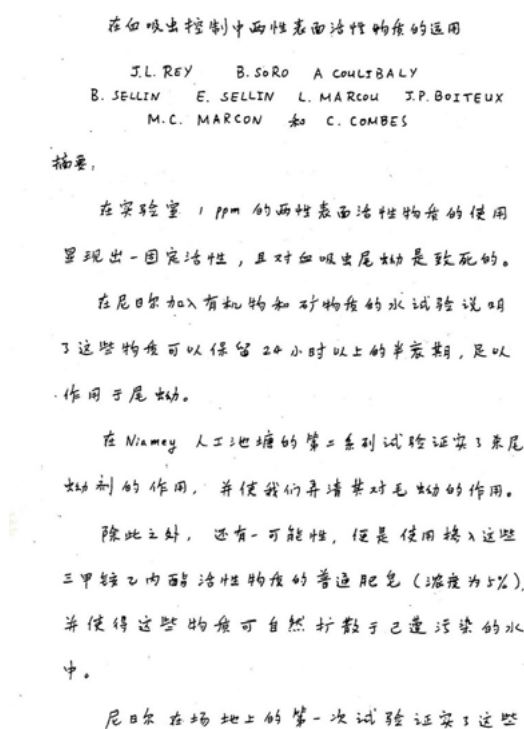 在血吸虫控制中两性表面活性物质的运用
J.L. REY B. SORO A COULIBALY
B. SELLIN E. SELLIN L. MARCOU J.P. BOITEUX
M.C. MARCON 和 C. COMBES
摘要:
在实验室 1 ppm 的两性表面活性物质的使用
显现出一固定活性,且对血吸虫尾蚴是致死的。
在尼日尔加入有机物和矿物质的水试验说明
了这些物质可以保留 24 小时以上的半衰期,足以
作用于尾蚴。
在 Niamey 人工池塘的第二系列试验证实了杀尾
蚴剂的作用,并使我们弄清其对毛蚴的作用。
除此之外,还有一可能性,便是使用掺入这些
三甲铵乙内酯活性物质的普通肥皂(浓度为5%),
并使得这些物质可自然扩散于已遭污染的水
中。
尼日尔在场地上的第一次试验证实了这些